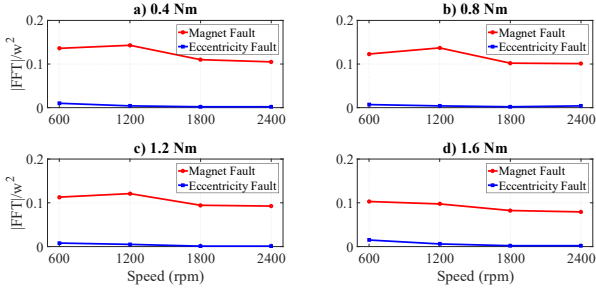 a) 0.4 Nm
0.2
0.1
0
|FFT|/w²
Magnet Fault
Eccentricity Fault
600 1200 1800 2400
b) 0.8 Nm
0.2
0.1
0
Magnet Fault
Eccentricity Fault
600 1200 1800 2400
c) 1.2 Nm
0.2
0.1
0
|FFT|/w²
Magnet Fault
Eccentricity Fault
600 1200 1800 2400
Speed (rpm)
d) 1.6 Nm
0.2
0.1
0
Magnet Fault
Eccentricity Fault
600 1200 1800 2400
Speed (rpm)